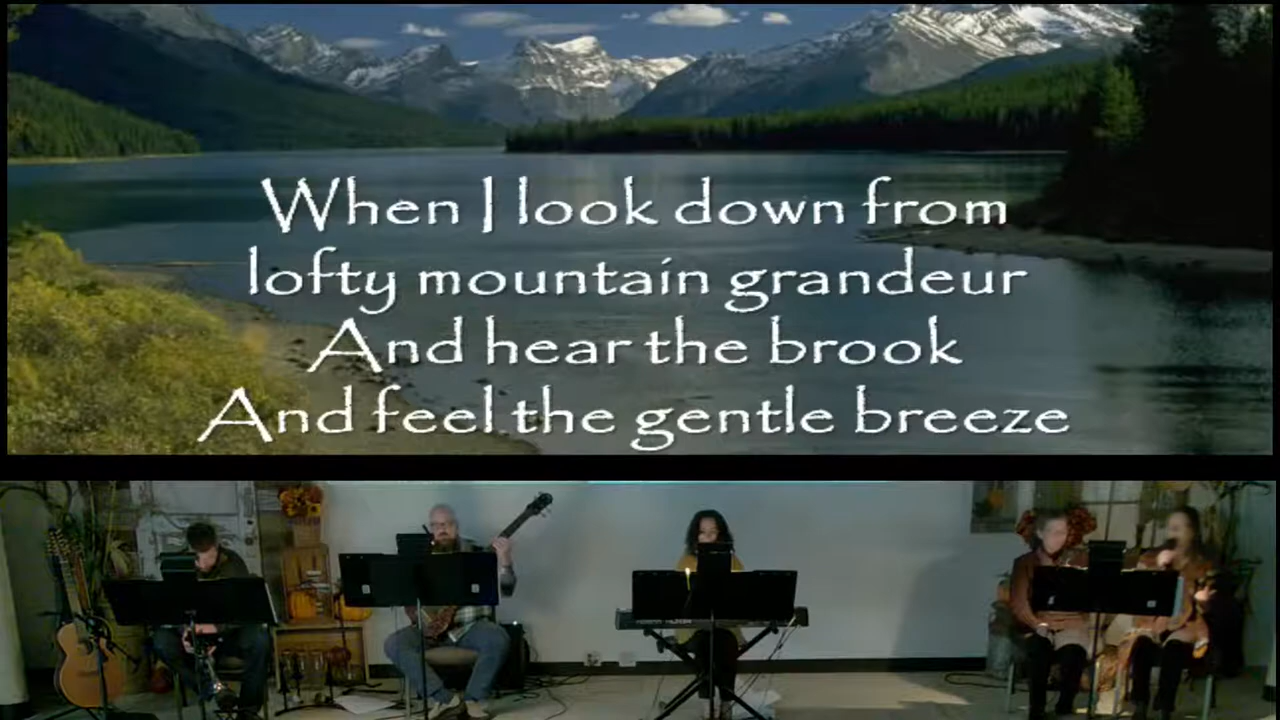 When I look down from
lofty mountain grandeur
And hear the brook
And feel the gentle breeze